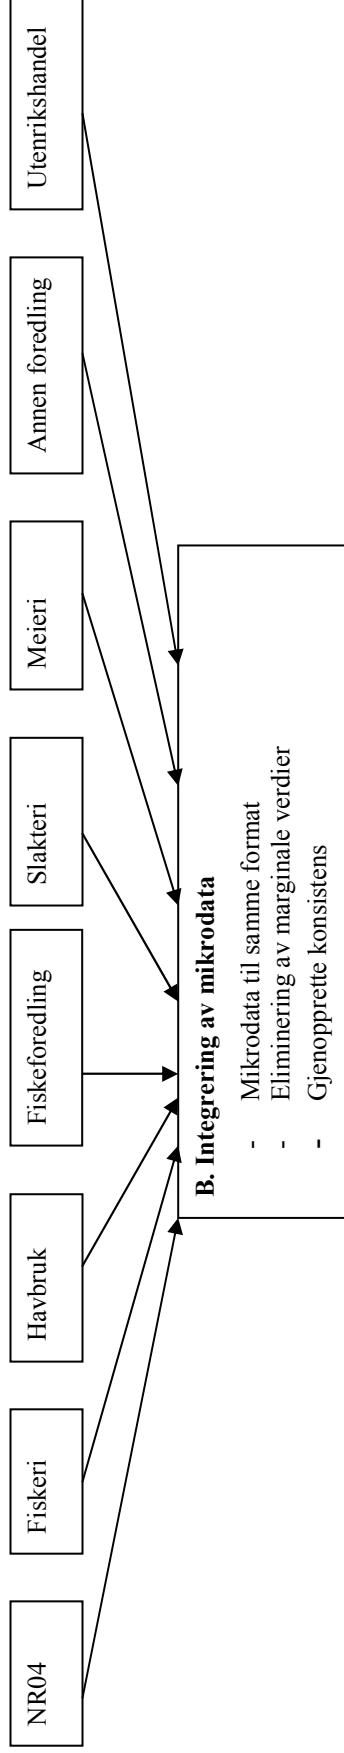 NR04
Fiskeri
Havbruk
Fiskeforedling
Slakteri
Meieri
Annen foredling
Utenrikshandel
B. Integrering av mikrodata
- Mikrodata til samme format
- Eliminering av marginale verdier
- Gjenopprette konsistens